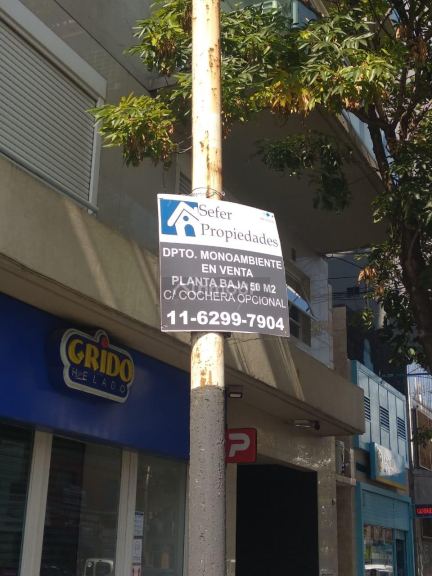 Sefer
Propiedades
DPTO. MONOAMBIENTE
EN VENTA
PLANTA BAJA 50 M2
C/ COCHERA OPCIONAL
11-6299-7904
GRIDO
HELADO
P